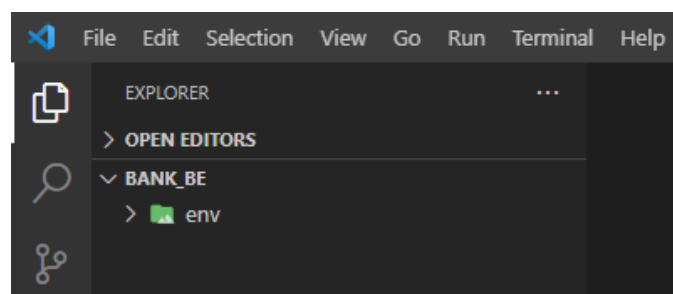 File Edit Selection View Go Run Terminal Help
EXPLORER
OPEN EDITORS
BANK_BE
env